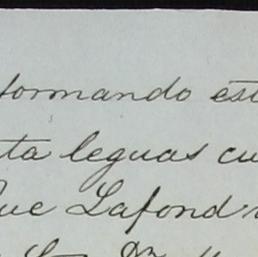 formando est
ta leguas cu
ue Lafond